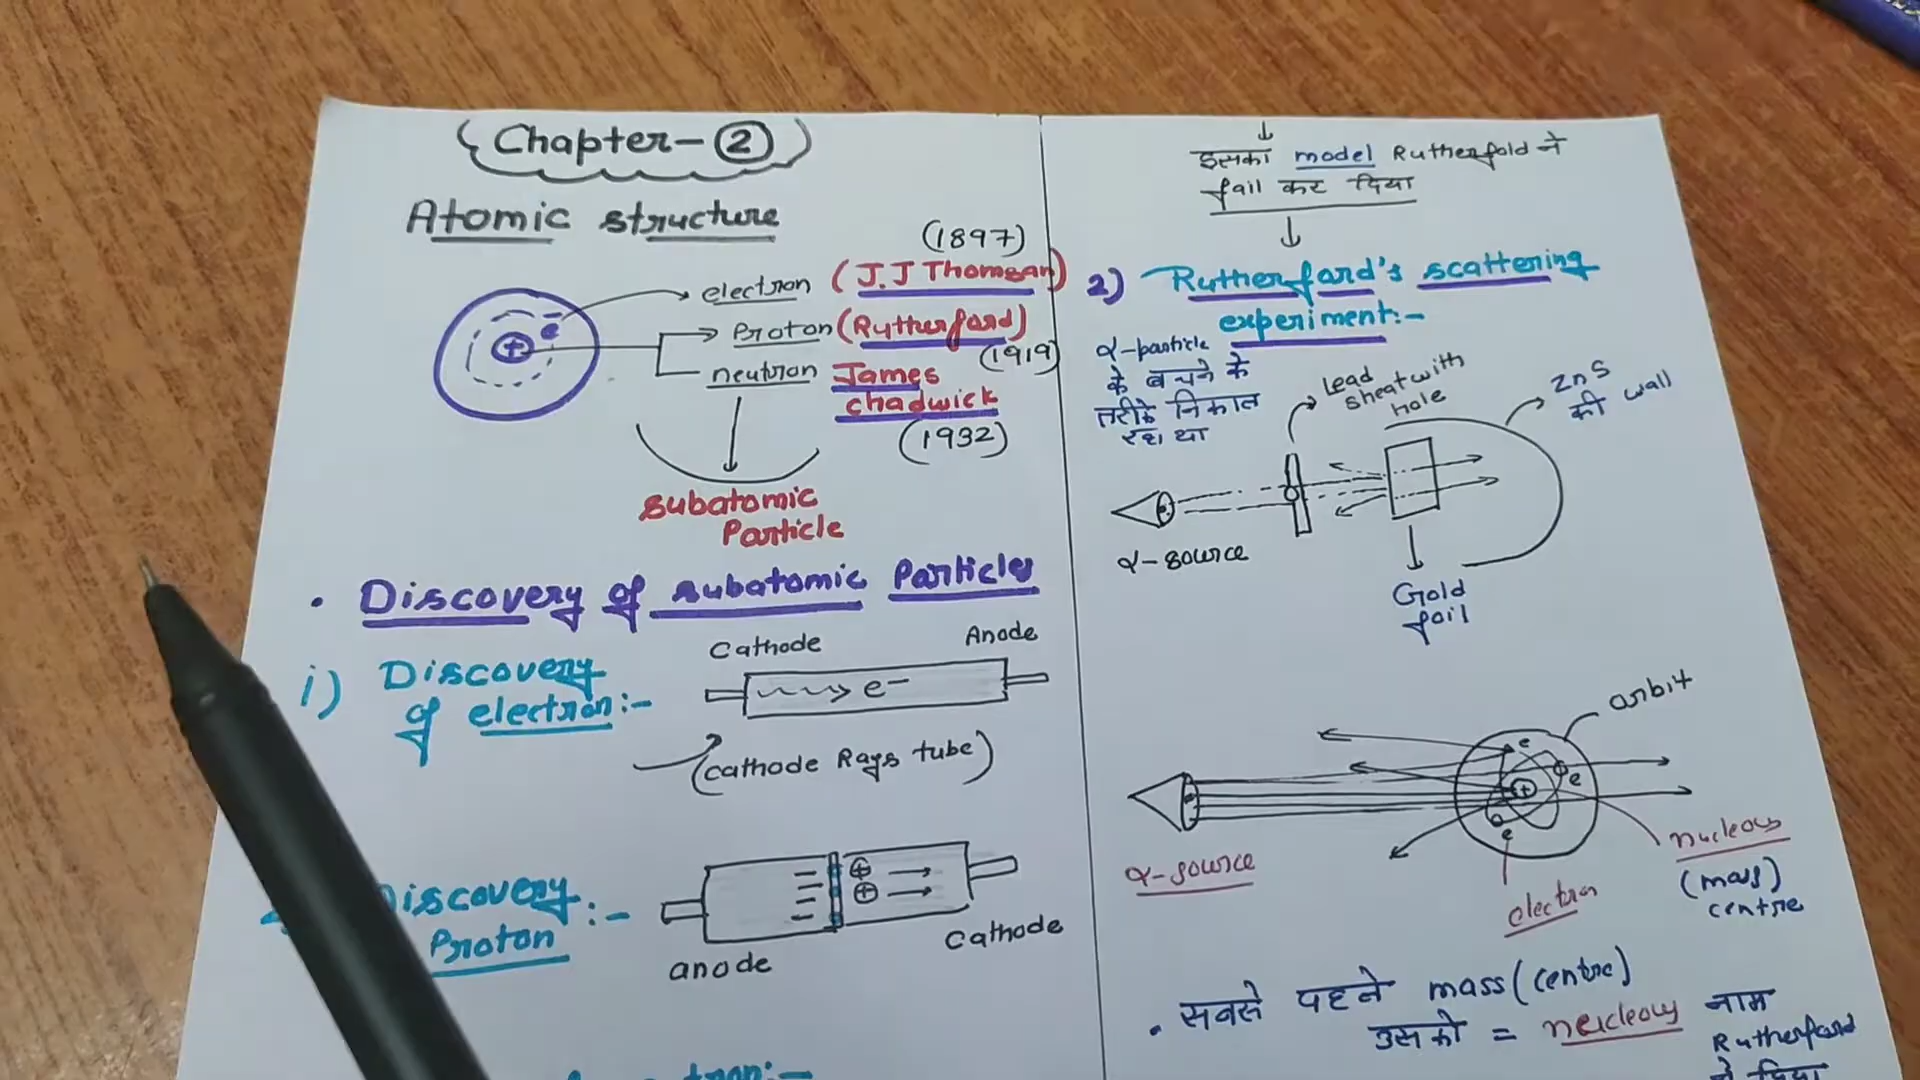 Chapter-②
Atomic structure
(1897)
electron (J.J Thomson)
e
+
Proton (Rutherford)
(1919)
neutron James
chadwick
(1932)
subatomic
Particle
• Discovery of subatomic Particles
Cathode
Anode
i) Discovery
of electron:-
e⁻
(cathode Rays tube)
Discovery
Proton :-
+
+
anode
Cathode
इसका model Rutherford ने
fail कर दिया
2) Rutherford's scattering
experiment:-
α-particle
के बचने के
तरीके निकाल
रहा था
Lead
sheat with
hole
ZnS
की wall
α-source
Gold
foil
orbit
e
e
+
e
α-source
nucleous
(mass)
centre
electron
• सबसे पहने mass(centre)
उसको = nucleous नाम
Rutherford
ने दिया